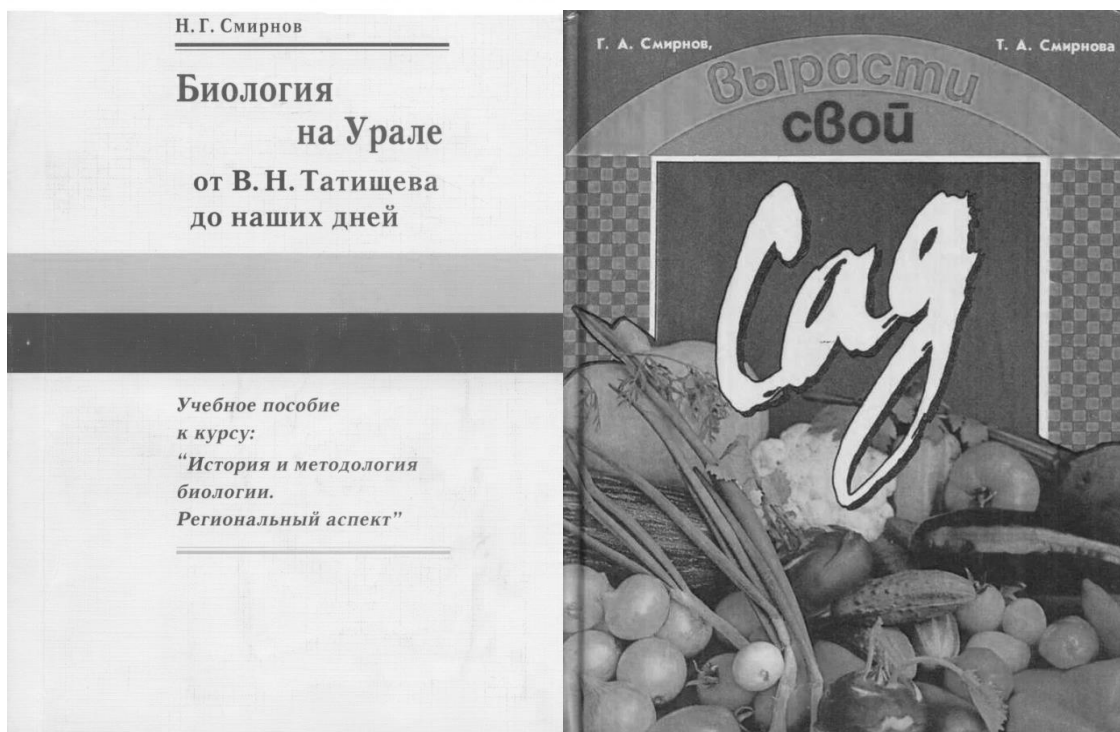 Н. Г. Смирнов
Биология
на Урале
от В. Н. Татищева
до наших дней
Учебное пособие
к курсу:
“История и методология
биологии.
Региональный аспект”
Г. А. Смирнов,
Т. А. Смирнова
вырасти
свой
Сад